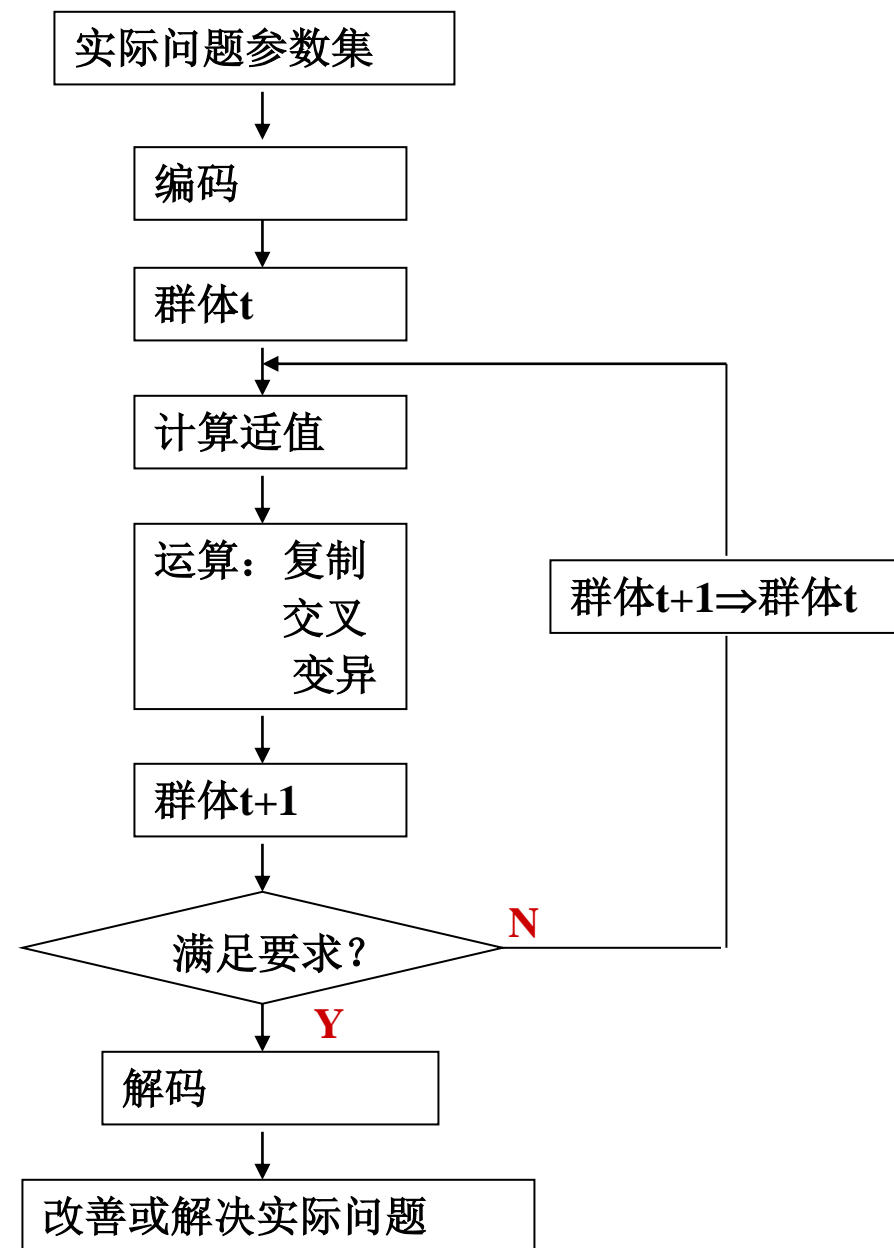 实际问题参数集
编码
群体t
计算适值
运算：复制
交叉
变异
群体t+1⇒群体t
群体t+1
满足要求？
N
Y
解码
改善或解决实际问题